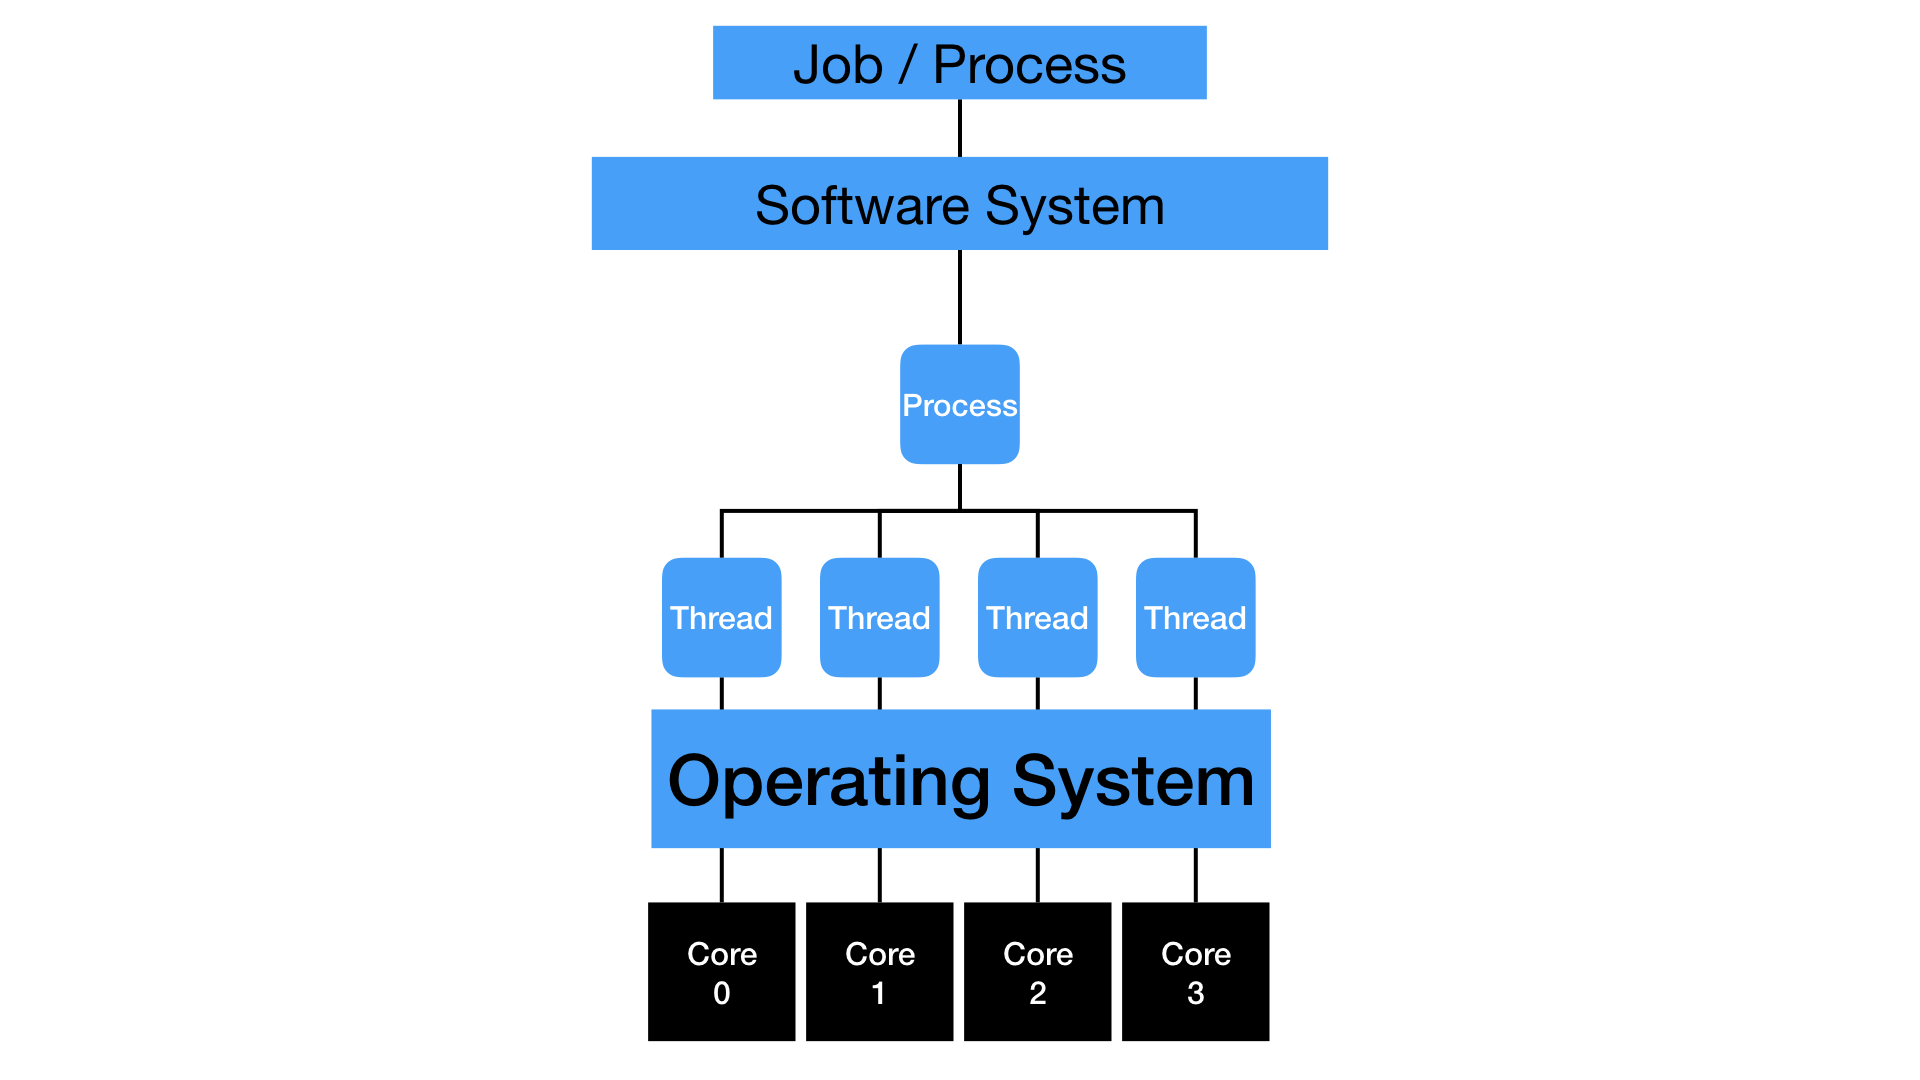 Job / Process
Software System
Process
Thread Thread Thread Thread
Operating System
Core Core Core Core
0 1 2 3